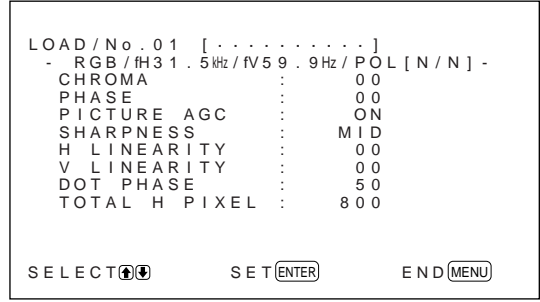 LOAD/No.01 [··········]
- RGB/fH31.5kHz/fV59.9Hz/POL[N/N]-
CHROMA : 00
PHASE : 00
PICTURE AGC : ON
SHARPNESS : MID
H LINEARITY : 00
V LINEARITY : 00
DOT PHASE : 50
TOTAL H PIXEL : 800
SELECT⬆⬇ SET ENTER END MENU